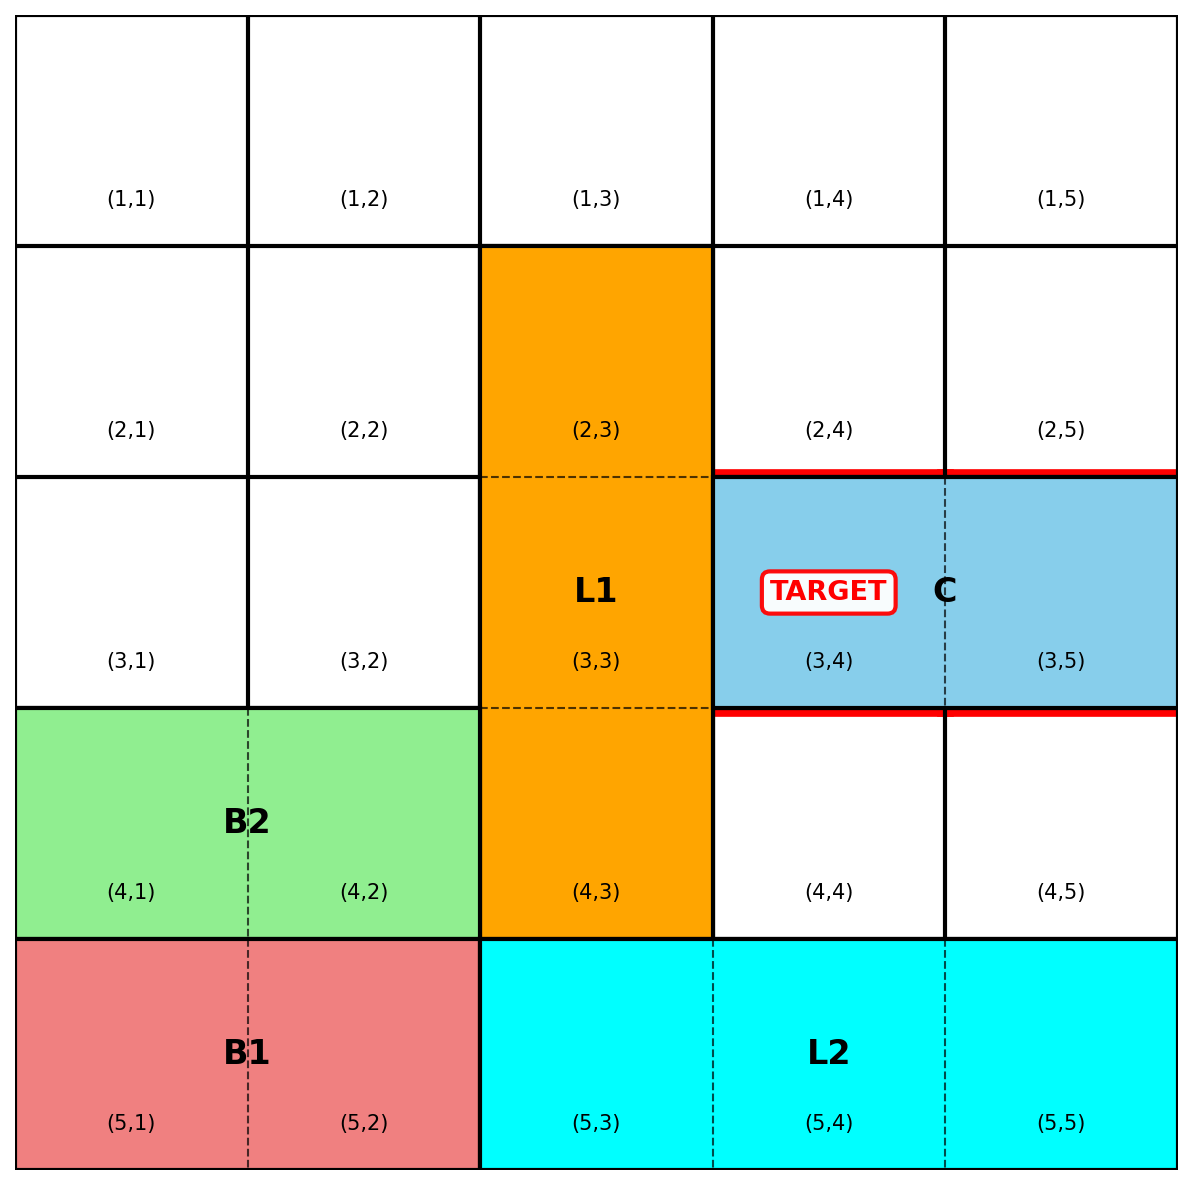 (1,1) (1,2) (1,3) (1,4) (1,5)
(2,1) (2,2) (2,3) (2,4) (2,5)
L1 TARGET C
(3,1) (3,2) (3,3) (3,4) (3,5)
B2
(4,1) (4,2) (4,3) (4,4) (4,5)
B1 L2
(5,1) (5,2) (5,3) (5,4) (5,5)